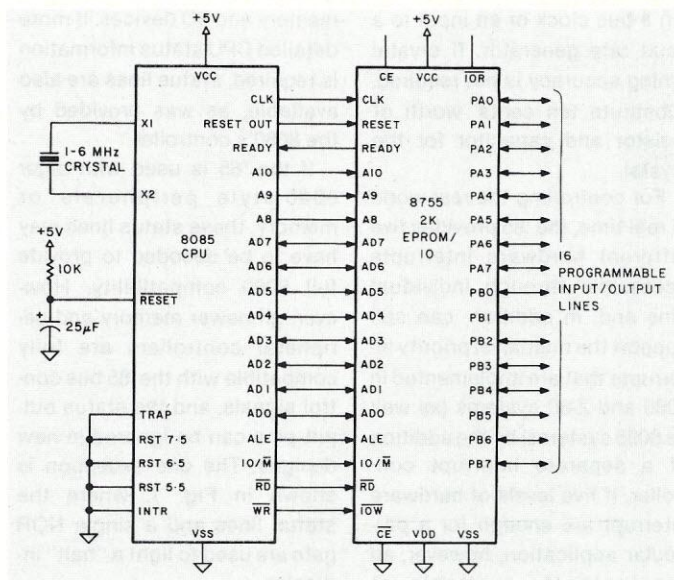 +5V
+5V
VCC
CE VCC IOR
X1
1-6 MHz
CRYSTAL
X2
+5V
10K
RESET
+
25µF
8085
CPU
TRAP
RST 7·5
RST 6·5
RST 5·5
INTR
VSS
CLK
RESET OUT
READY
A10
A9
A8
AD7
AD6
AD5
AD4
AD3
AD2
AD1
AD0
ALE
IO/M
RD
WR
CLK
RESET
READY
A10
A9
A8
AD7
AD6
AD5
AD4
AD3
AD2
AD1
AD0
ALE
IO/M
RD
IOW
8755
2K
EPROM/
IO
CE VDD VSS
PA0
PA1
PA2
PA3
PA4
PA5
PA6
PA7
PB0
PB1
PB2
PB3
PB4
PB5
PB6
PB7
16
PROGRAMMABLE
INPUT/OUTPUT
LINES